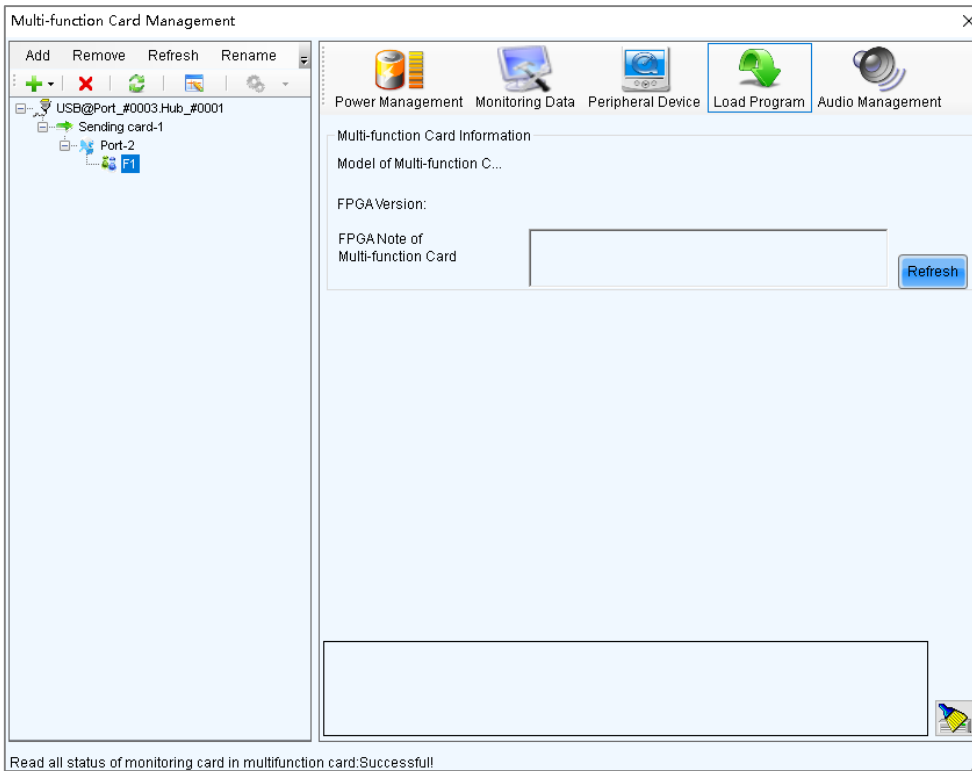 Multi-function Card Management
Add Remove Refresh Rename
USB@Port_#0003.Hub_#0001
Sending card-1
Port-2
F1
Power Management Monitoring Data Peripheral Device Load Program Audio Management
Multi-function Card Information
Model of Multi-function C...
FPGA Version:
FPGA Note of
Multi-function Card
Refresh
Read all status of monitoring card in multifunction card:Successful!